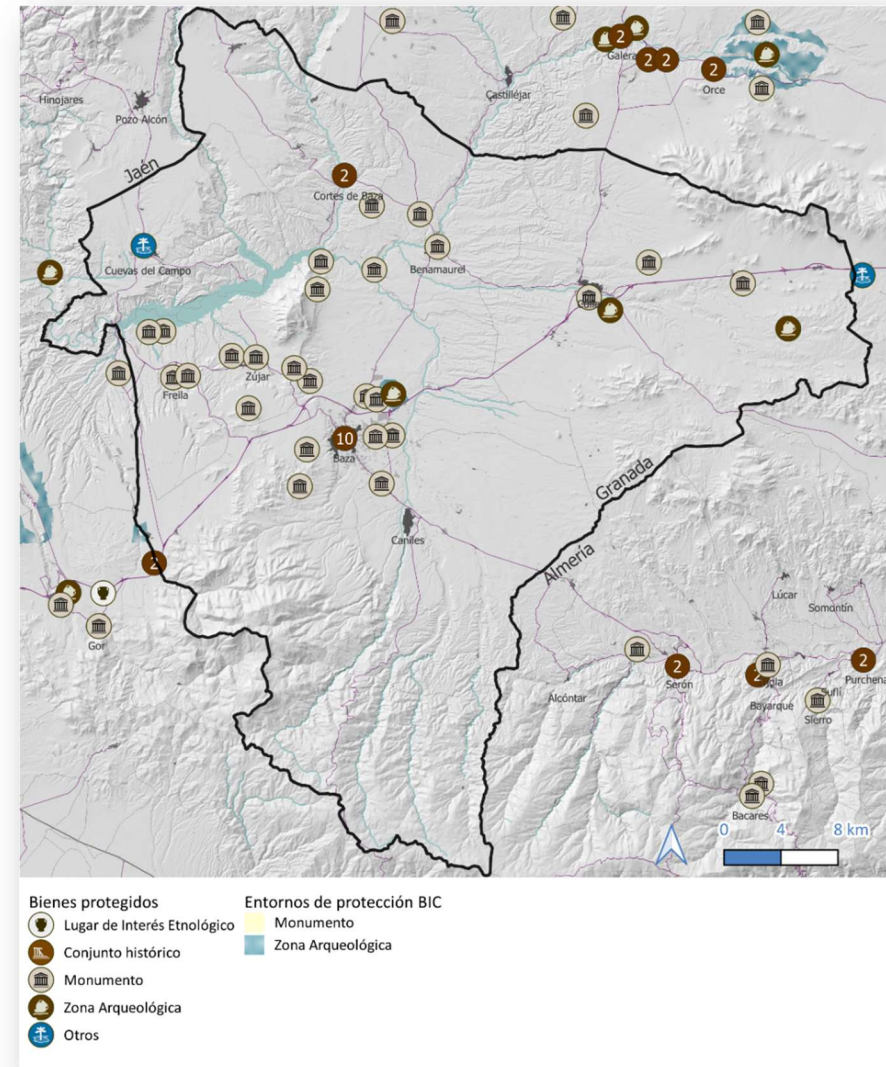 2
Galera
2 2
Orce
Castilléjar
Hinojares
Pozo Alcón
Jaén
2
Cortes de Baza
Cuevas del Campo
Benamaurel
Zújar
Freila
10
Baza
Granada
Caniles
Almería
2
Gor
Lúcar
Somontín
2
Serón
2
2
Purchena
Alcóntar
Bayarque
Suflí
Sierro
Bacares
0 4 8 km
Bienes protegidos
Lugar de Interés Etnológico
Conjunto histórico
Monumento
Zona Arqueológica
Otros
Entornos de protección BIC
Monumento
Zona Arqueológica